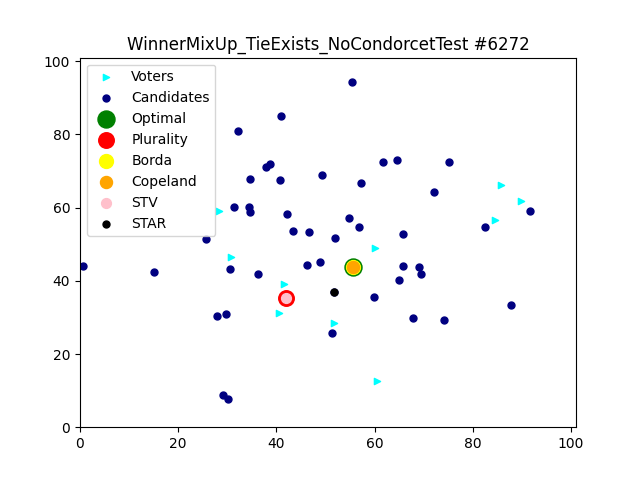 WinnerMixUp_TieExists_NoCondorcetTest #6272
100
80
60
40
20
0
0 20 40 60 80 100
Voters
Candidates
Optimal
Plurality
Borda
Copeland
STV
STAR